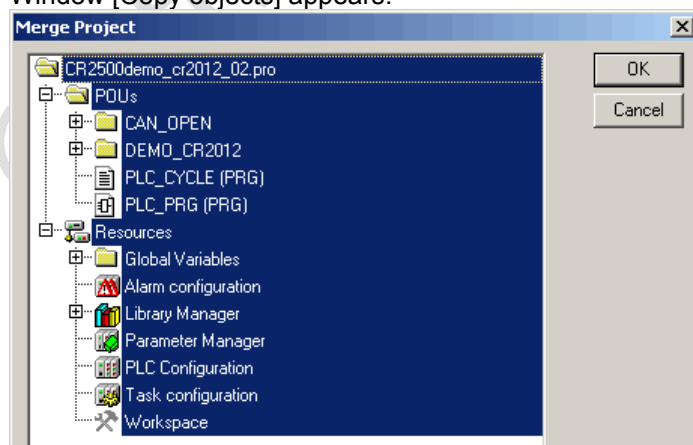 Window [Copy objects] appears.
Merge Project
CR2500demo_cr2012_02.pro
OK
POUs
Cancel
CAN_OPEN
DEMO_CR2012
PLC_CYCLE (PRG)
PLC_PRG (PRG)
Resources
Global Variables
Alarm configuration
Library Manager
Parameter Manager
PLC Configuration
Task configuration
Workspace